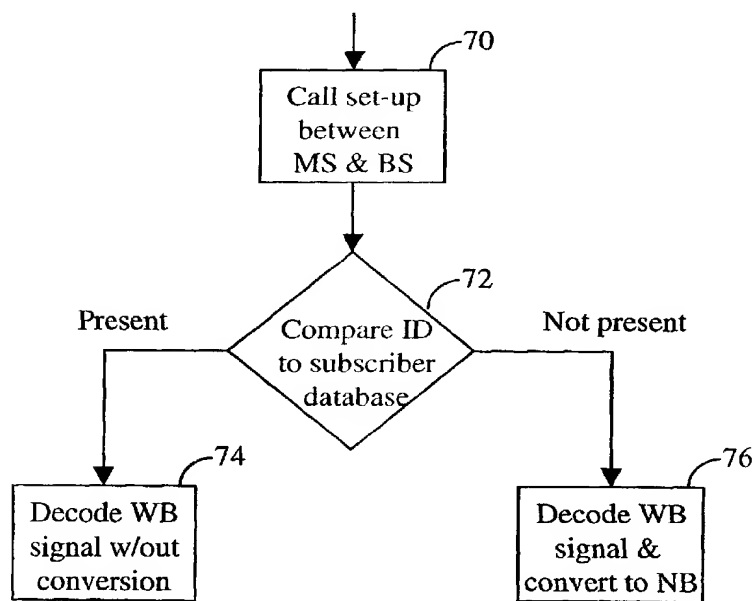 70
Call set-up
between
MS & BS
72
Present
Not present
Compare ID
to subscriber
database
74
76
Decode WB
signal w/out
conversion
Decode WB
signal &
convert to NB